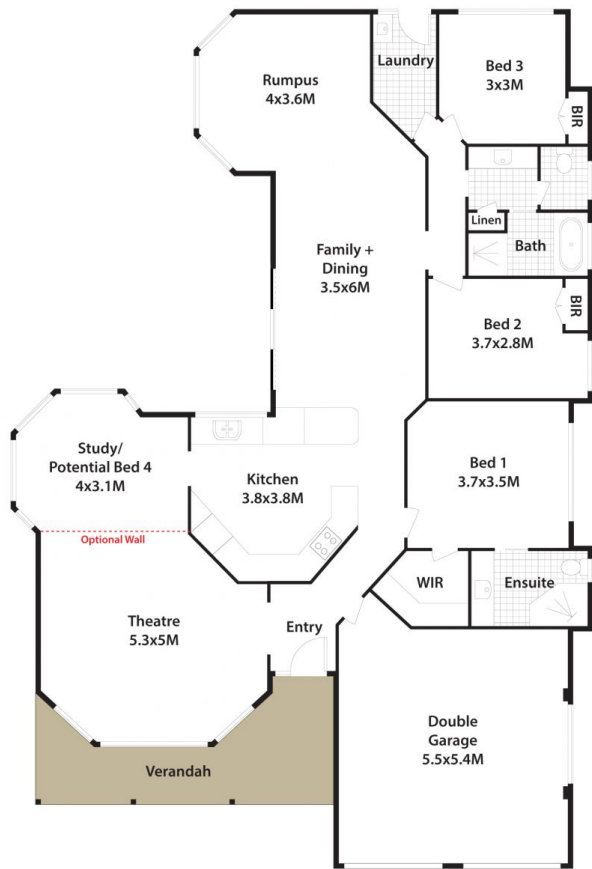 Laundry
Bed 3
3x3M
Rumpus
4x3.6M
BIR
Linen
Bath
Family +
Dining
3.5x6M
BIR
Bed 2
3.7x2.8M
Study/
Potential Bed 4
4x3.1M
Kitchen
3.8x3.8M
Bed 1
3.7x3.5M
Optional Wall
WIR
Ensuite
Theatre
5.3x5M
Entry
Double
Garage
5.5x5.4M
Verandah